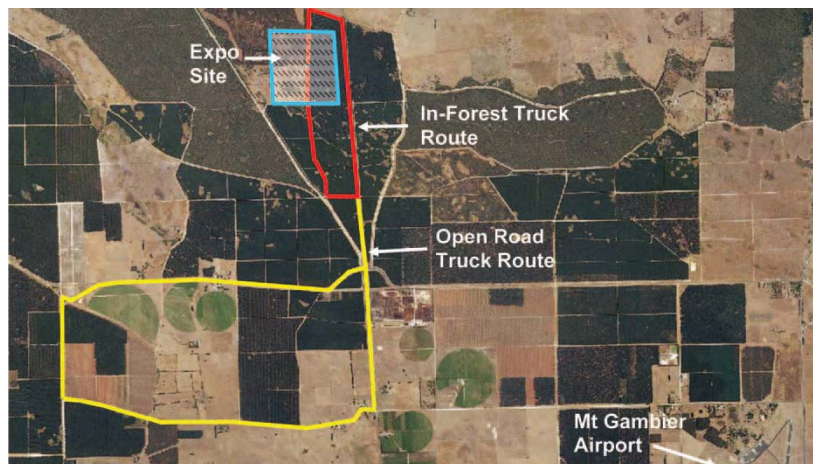 Expo
Site
In-Forest Truck
Route
Open Road
Truck Route
Mt Gambier
Airport